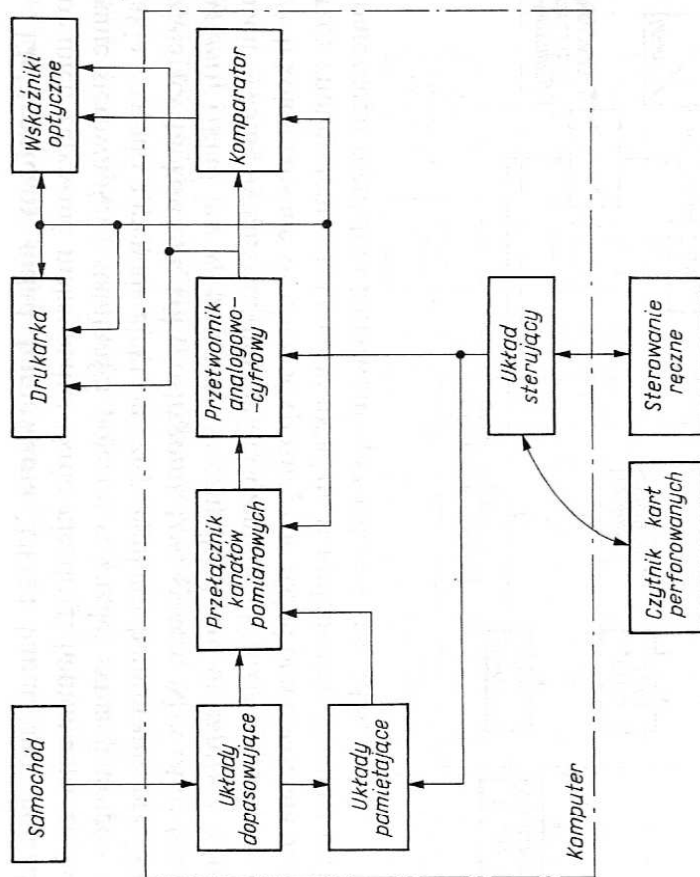 Samochód
Drukarka
Wskaźniki
optyczne
Układy
dopasowujące
Przełącznik
kanałów
pomiarowych
Przetwornik
analogowo-
-cyfrowy
Komparator
Układy
pamiętające
Układ
sterujący
Komputer
Czytnik kart
perforowanych
Sterowanie
ręczne